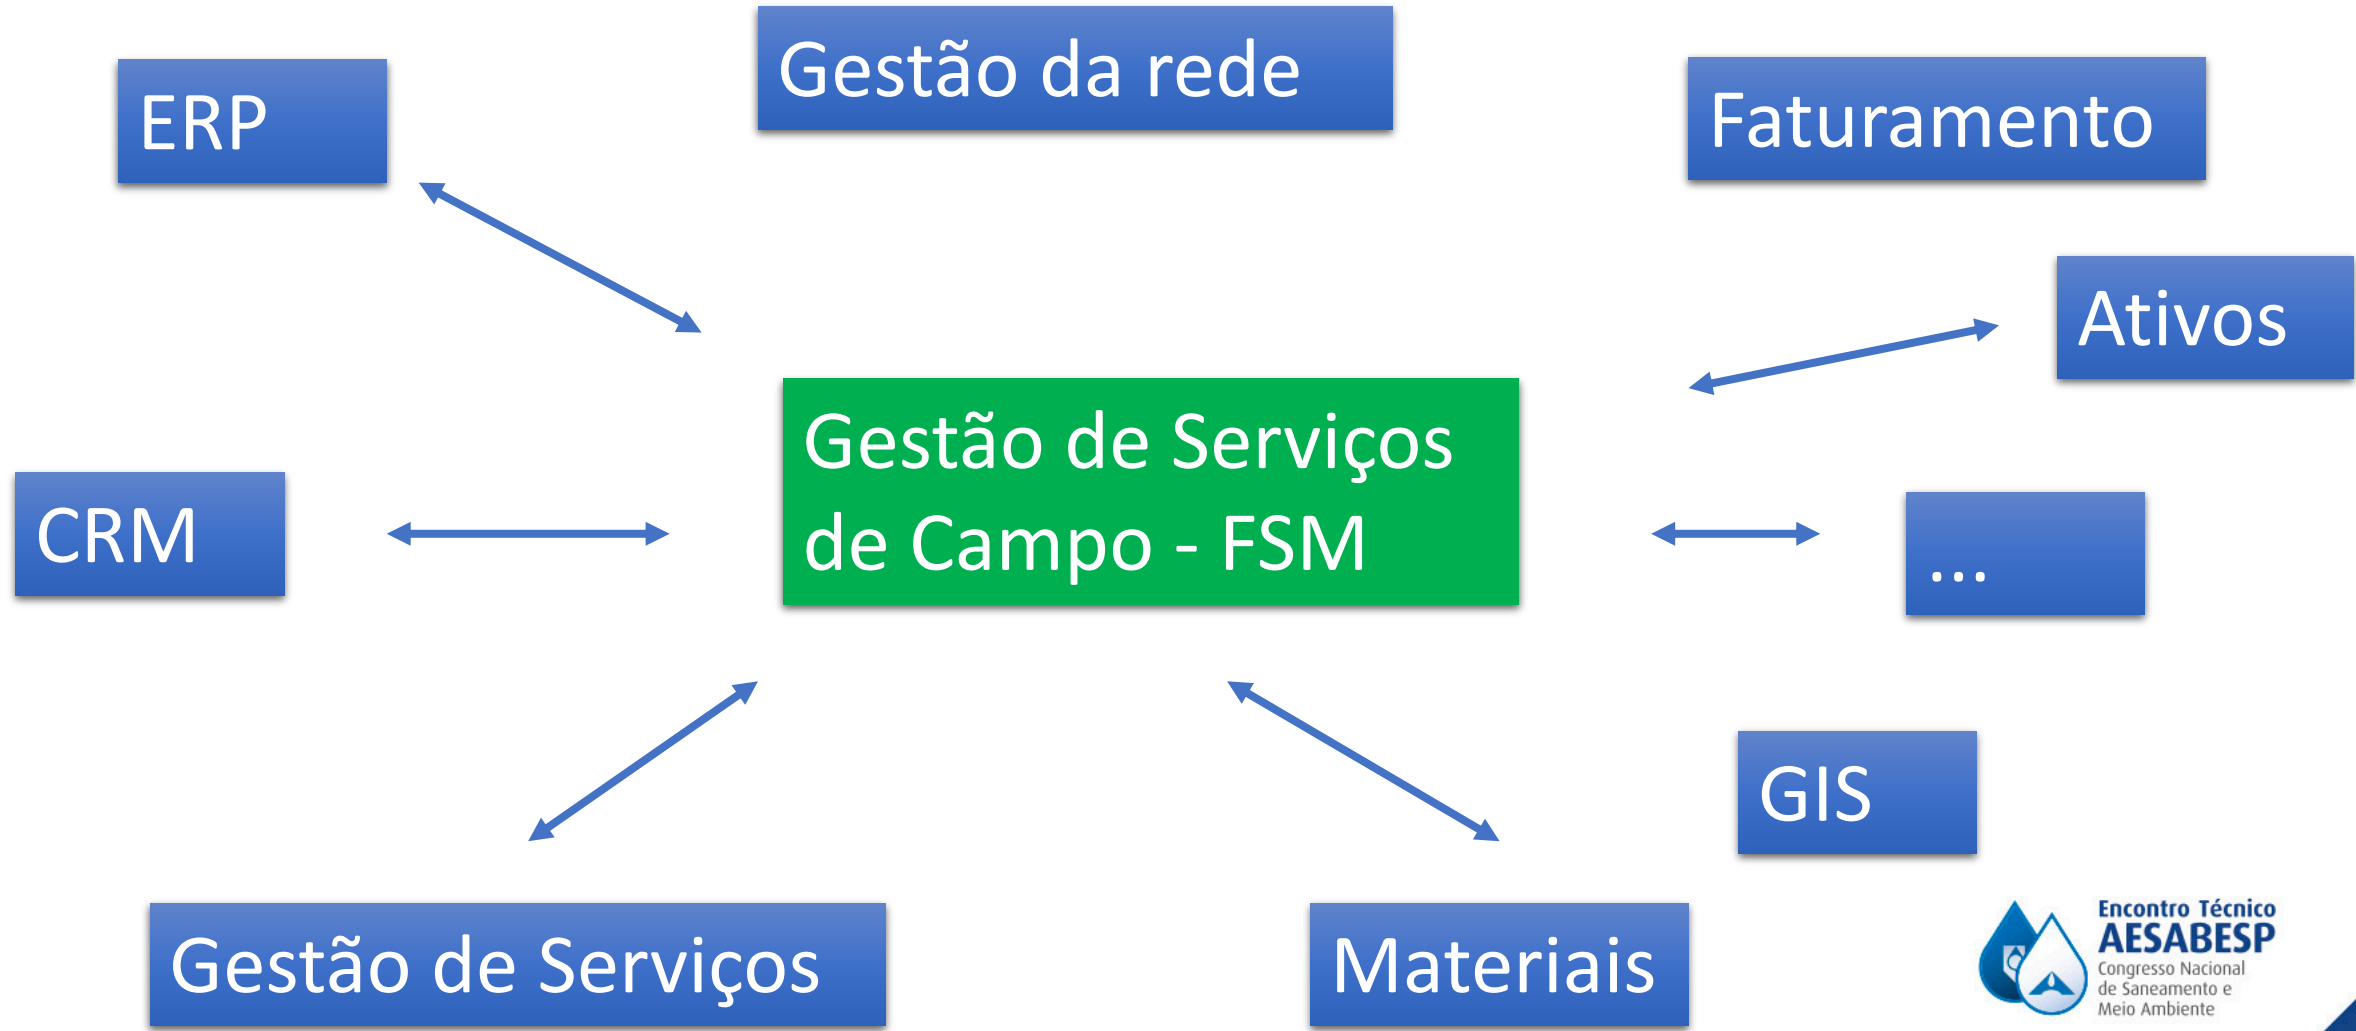 Gestão da rede
ERP
Faturamento
Ativos
Gestão de Serviços
de Campo - FSM
CRM
...
GIS
Gestão de Serviços
Materiais
Encontro Técnico
AESABESP
Congresso Nacional
de Saneamento e
Meio Ambiente